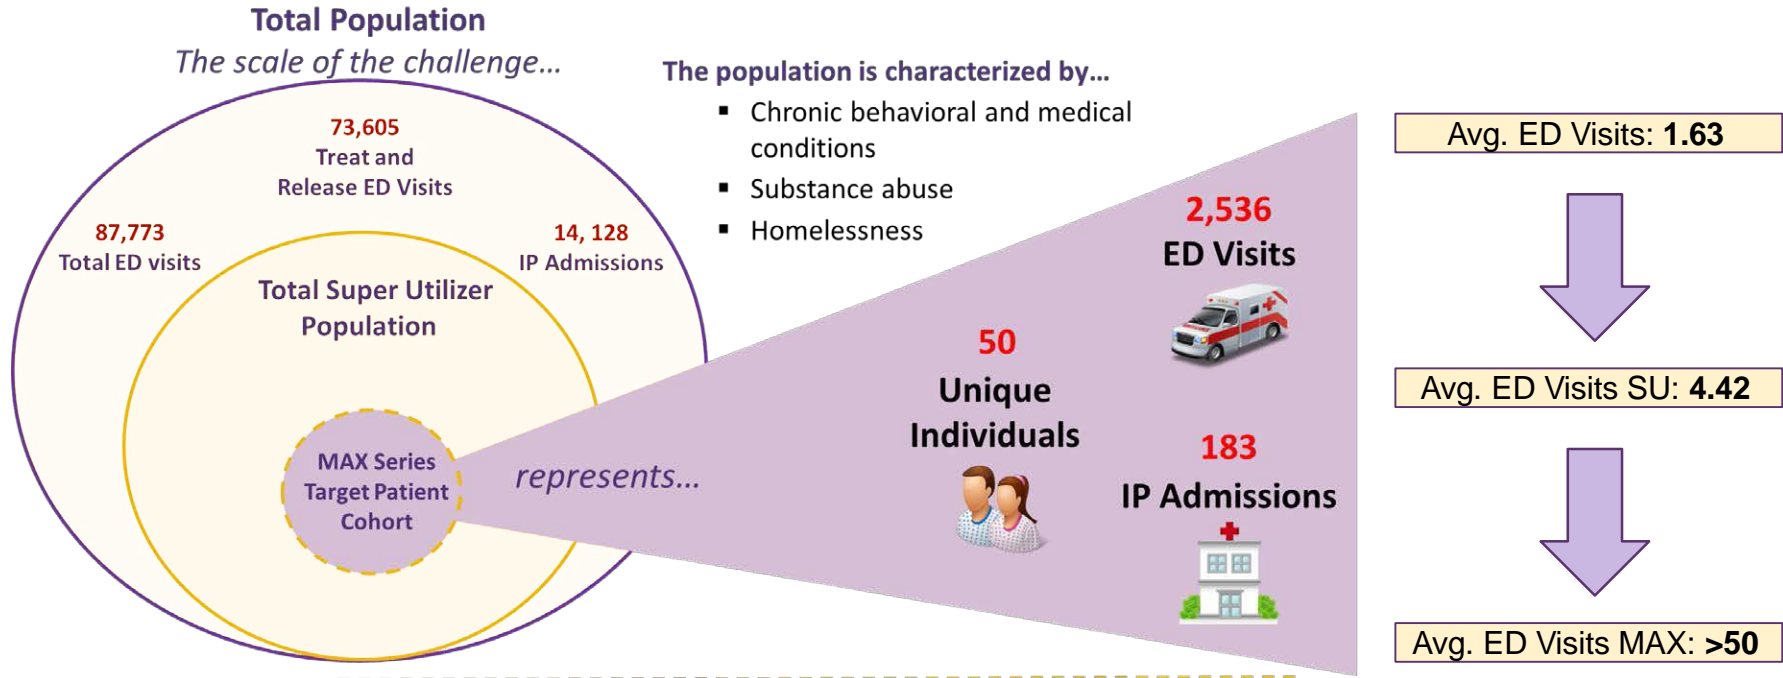 Total Population
The scale of the challenge...
73,605
Treat and
Release ED Visits
87,773
Total ED visits
14, 128
IP Admissions
Total Super Utilizer
Population
MAX Series
Target Patient
Cohort
The population is characterized by...
▪ Chronic behavioral and medical
conditions
▪ Substance abuse
▪ Homelessness
represents...
50
Unique
Individuals
2,536
ED Visits
183
IP Admissions
Avg. ED Visits: 1.63
Avg. ED Visits SU: 4.42
Avg. ED Visits MAX: >50